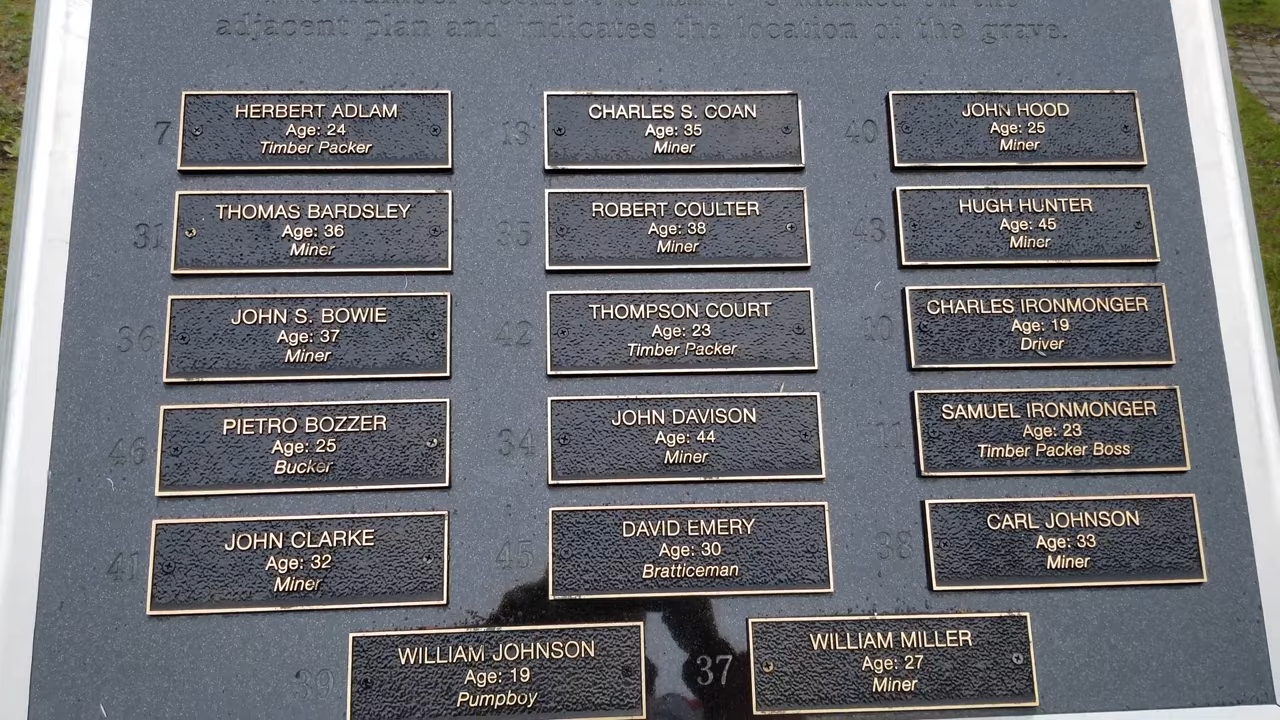 adjacent plan and indicates the location of the grave.
7
HERBERT ADLAM
Age: 24
Timber Packer
13
CHARLES S. COAN
Age: 35
Miner
40
JOHN HOOD
Age: 25
Miner
31
THOMAS BARDSLEY
Age: 36
Miner
35
ROBERT COULTER
Age: 38
Miner
43
HUGH HUNTER
Age: 45
Miner
36
JOHN S. BOWIE
Age: 37
Miner
42
THOMPSON COURT
Age: 23
Timber Packer
10
CHARLES IRONMONGER
Age: 19
Driver
46
PIETRO BOZZER
Age: 25
Bucker
34
JOHN DAVISON
Age: 44
Miner
11
SAMUEL IRONMONGER
Age: 23
Timber Packer Boss
41
JOHN CLARKE
Age: 32
Miner
45
DAVID EMERY
Age: 30
Bratticeman
38
CARL JOHNSON
Age: 33
Miner
39
WILLIAM JOHNSON
Age: 19
Pumpboy
37
WILLIAM MILLER
Age: 27
Miner